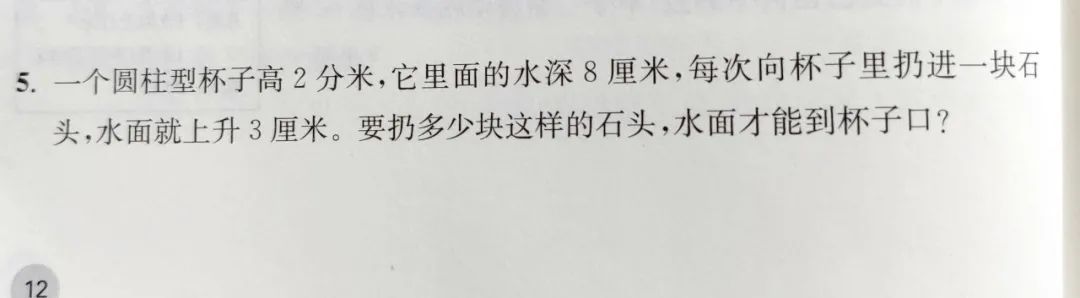 5. 一个圆柱型杯子高 2 分米,它里面的水深 8 厘米,每次向杯子里扔进一块石
头,水面就上升 3 厘米。要扔多少块这样的石头,水面才能到杯子口?
12